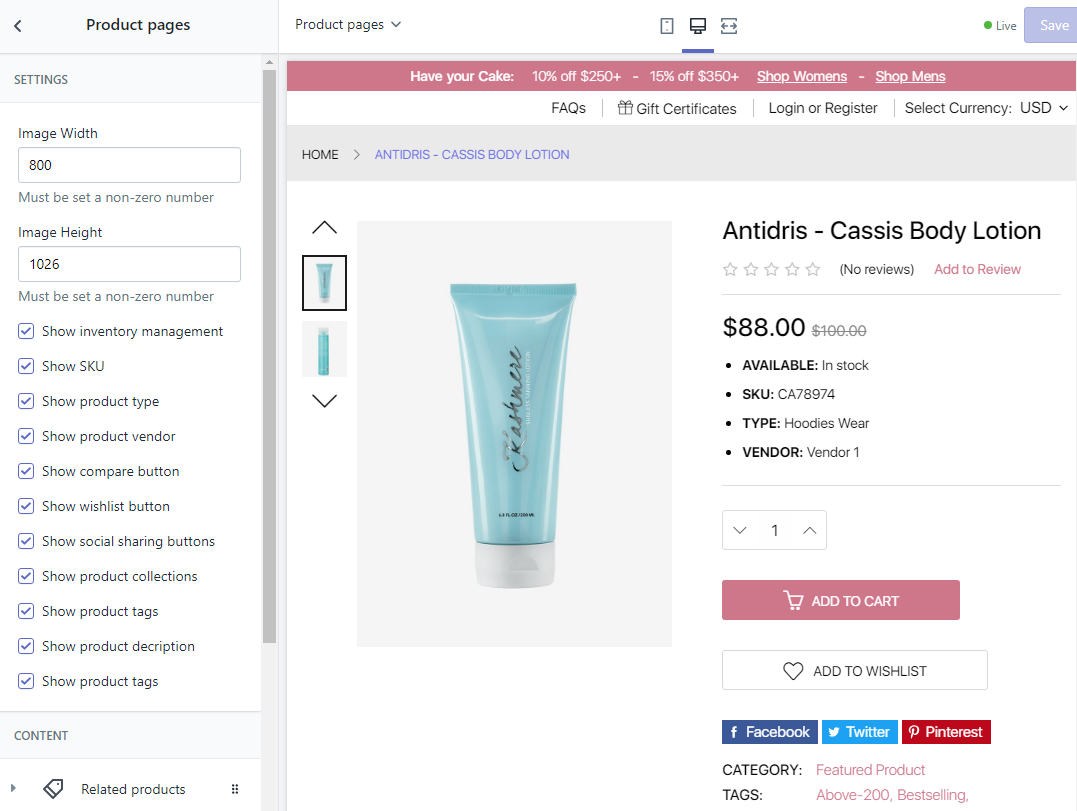 Product pages
SETTINGS
Image Width
800
Must be set a non-zero number
Image Height
1026
Must be set a non-zero number
Show inventory management
Show SKU
Show product type
Show product vendor
Show compare button
Show wishlist button
Show social sharing buttons
Show product collections
Show product tags
Show product decription
Show product tags
CONTENT
Related products
Product pages
Live
Save
Have your Cake: 10% off $250+ - 15% off $350+ Shop Womens - Shop Mens
FAQs Gift Certificates Login or Register Select Currency: USD
HOME ANTIDRIS - CASSIS BODY LOTION
Kashmere
Antidris - Cassis Body Lotion
(No reviews) Add to Review
$88.00 $100.00
AVAILABLE: In stock
SKU: CA78974
TYPE: Hoodies Wear
VENDOR: Vendor 1
1
ADD TO CART
ADD TO WISHLIST
Facebook Twitter Pinterest
CATEGORY: Featured Product
TAGS: Above-200, Bestselling,